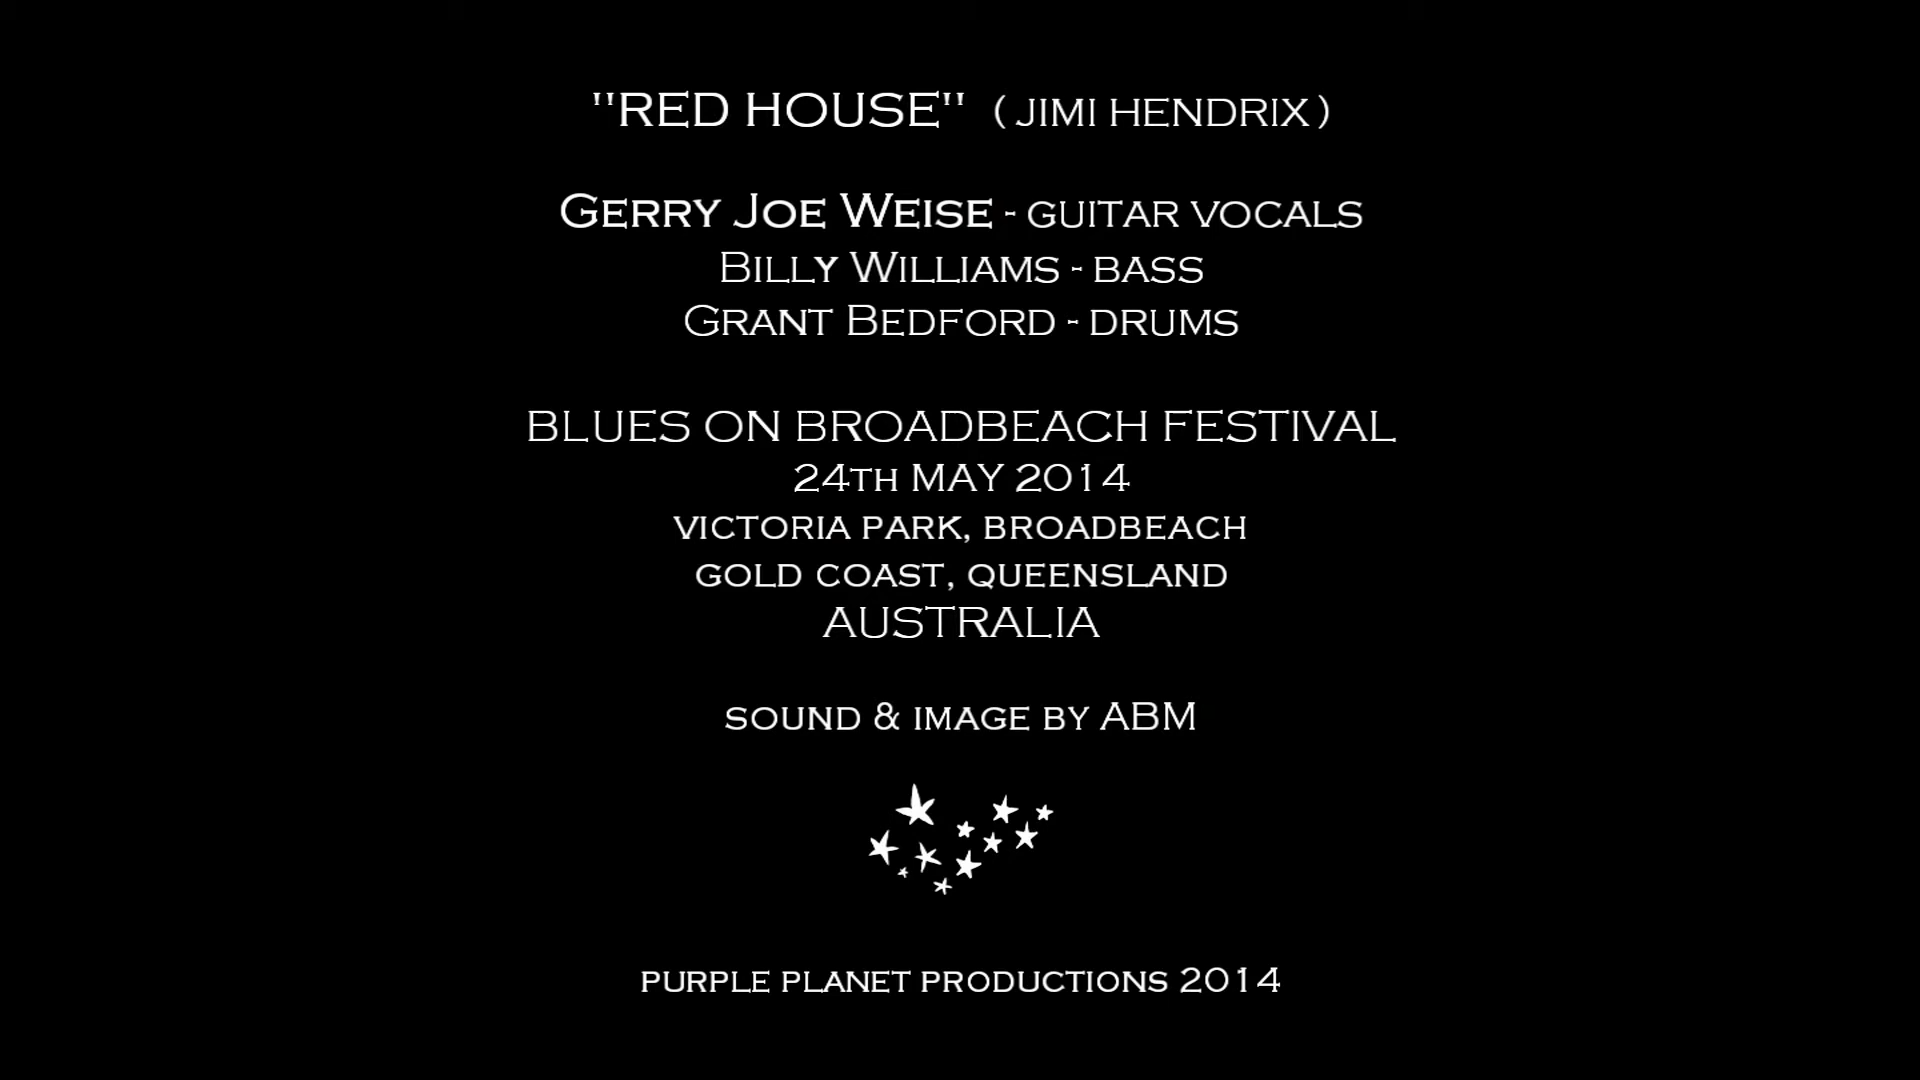 "RED HOUSE" (JIMI HENDRIX)
GERRY JOE WEISE - GUITAR VOCALS
BILLY WILLIAMS - BASS
GRANT BEDFORD - DRUMS
BLUES ON BROADBEACH FESTIVAL
24TH MAY 2014
VICTORIA PARK, BROADBEACH
GOLD COAST, QUEENSLAND
AUSTRALIA
SOUND & IMAGE BY ABM
PURPLE PLANET PRODUCTIONS 2014